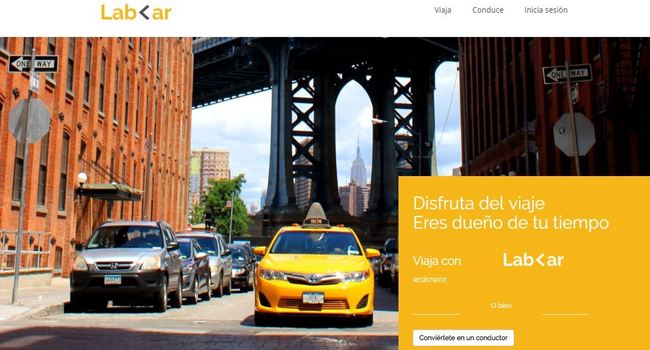 Lab<ar
Viaja Conduce Inicia sesión
ONE WAY
ONE WAY
Disfruta del viaje
Eres dueño de tu tiempo
Viaja con Lab<ar
REGÍSTRATE
O bien
Conviértete en un conductor